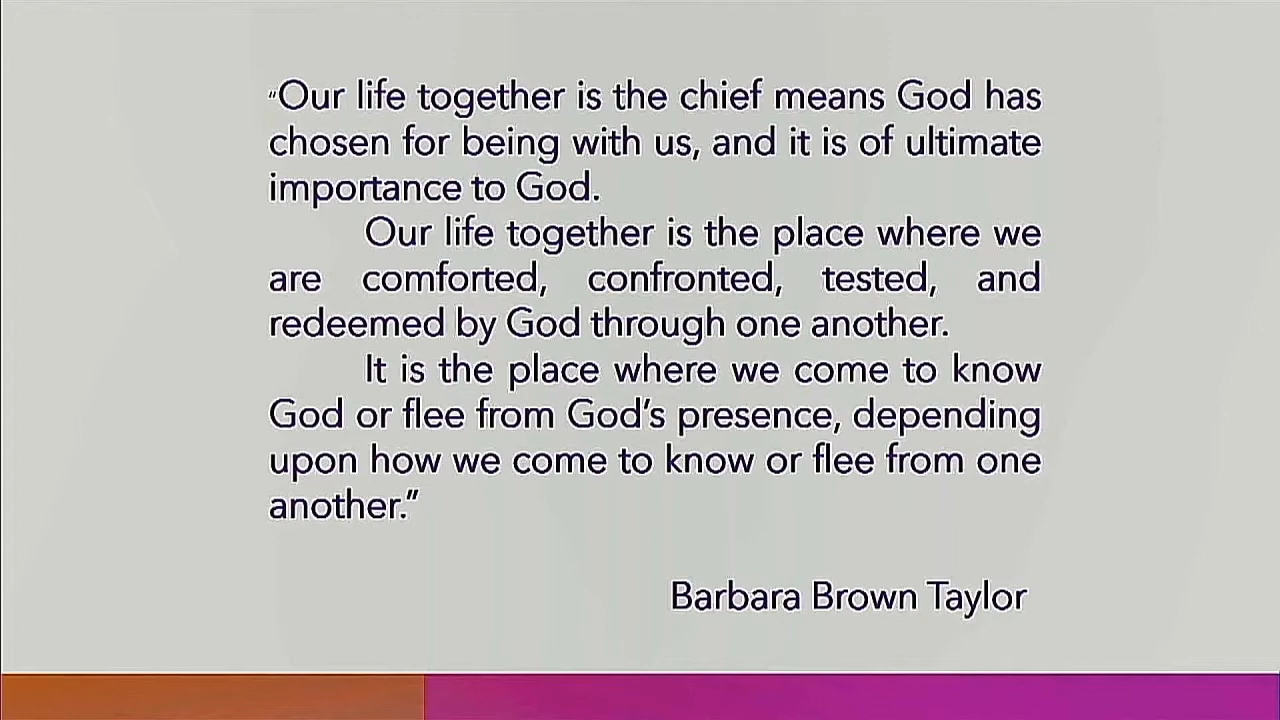 “Our life together is the chief means God has
chosen for being with us, and it is of ultimate
importance to God.
Our life together is the place where we
are comforted, confronted, tested, and
redeemed by God through one another.
It is the place where we come to know
God or flee from God’s presence, depending
upon how we come to know or flee from one
another.”
Barbara Brown Taylor